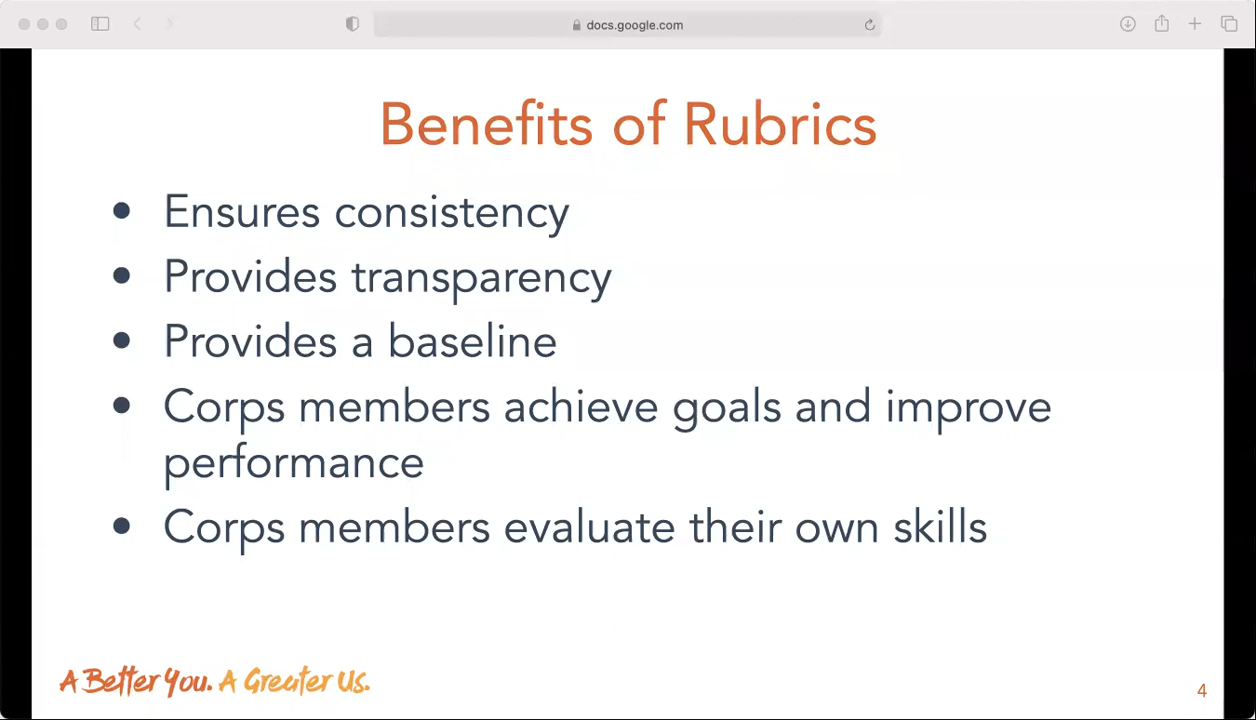 docs.google.com
Benefits of Rubrics
• Ensures consistency
• Provides transparency
• Provides a baseline
• Corps members achieve goals and improve
performance
• Corps members evaluate their own skills
A Better You. A Greater Us.
4